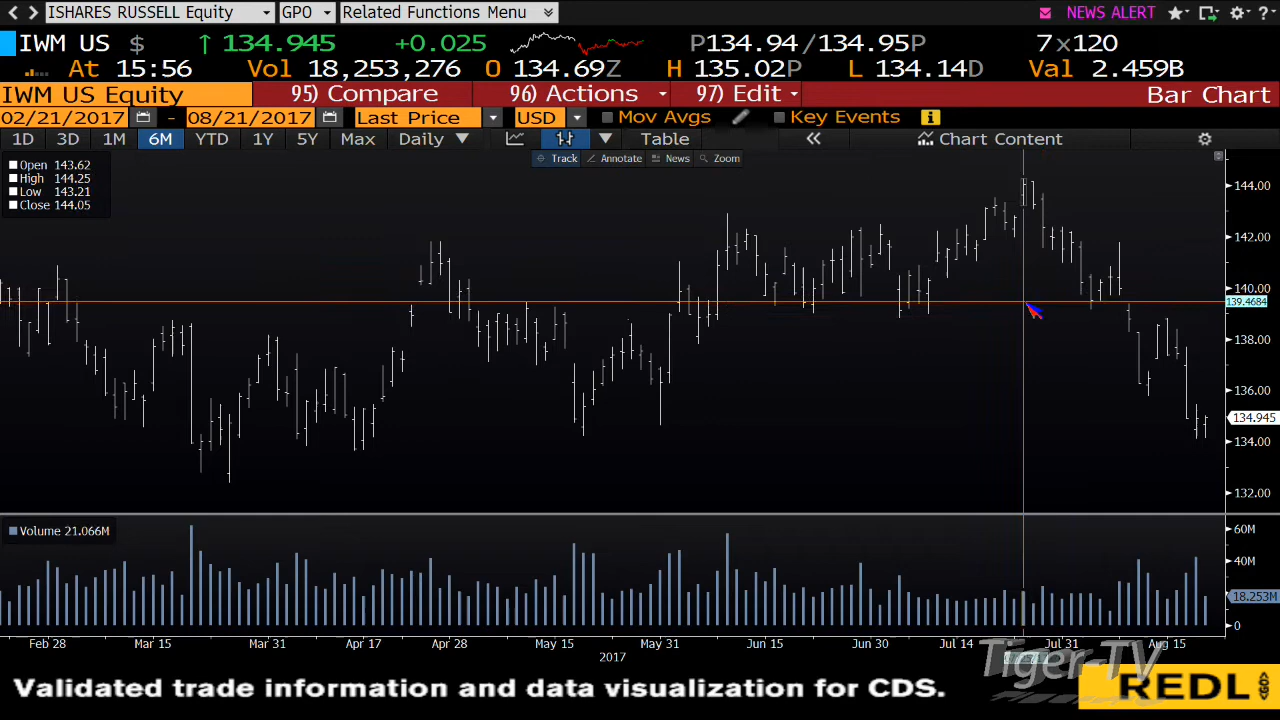 ISHARES RUSSELL Equity GPO Related Functions Menu NEWS ALERT ?
IWM US $ ↑ 134.945 +0.025 P134.94/134.95P 7x120
At 15:56 Vol 18,253,276 O 134.69Z H 135.02P L 134.14D Val 2.459B
IWM US Equity 95) Compare 96) Actions 97) Edit Bar Chart
02/21/2017 - 08/21/2017 Last Price USD Mov Avgs Key Events
1D 3D 1M 6M YTD 1Y 5Y Max Daily Table « Chart Content
Track Annotate News Zoom
Open 143.62
High 144.25
Low 143.21
Close 144.05
144.00
142.00
140.00
139.4684
138.00
136.00
134.945
134.00
132.00
Volume 21.066M
60M
40M
18.253M
0
Feb 28 Mar 15 Mar 31 Apr 17 Apr 28 May 15 May 31 Jun 15 Jun 30 Jul 14 Jul 31 Aug 15
2017
Tiger-TV
Validated trade information and data visualization for CDS. REDL